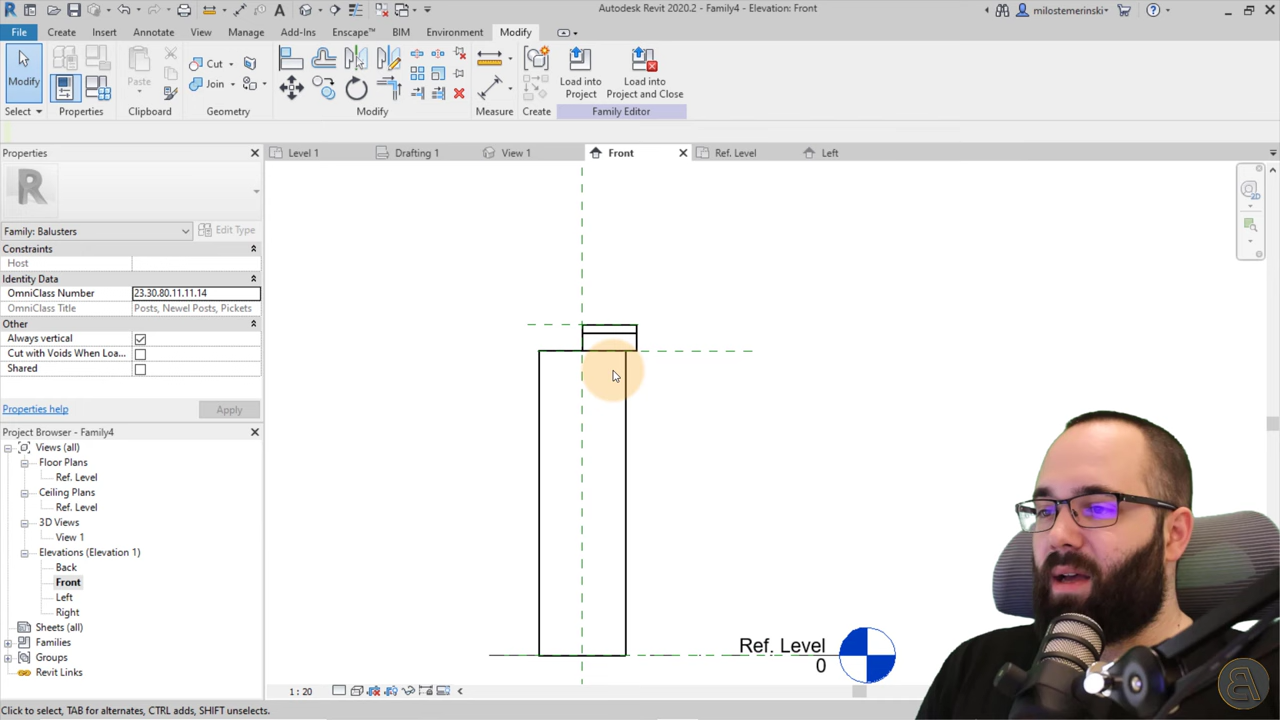 Autodesk Revit 2020.2 - Family4 - Elevation: Front
milostemerinski
File Create Insert Annotate View Manage Add-Ins Enscape™ BIM Environment Modify
Modify Paste Cut Join Load into Project Load into Project and Close
Select Properties Clipboard Geometry Modify Measure Create Family Editor
Properties
Level 1 Drafting 1 View 1 Front Ref. Level Left
R
2D
Family: Balusters Edit Type
Constraints
Host
Identity Data
OmniClass Number 23.30.80.11.11.14
OmniClass Title Posts, Newel Posts, Pickets
Other
Always vertical
Cut with Voids When Loa...
Shared
Properties help Apply
Project Browser - Family4
Views (all)
Floor Plans
Ref. Level
Ceiling Plans
Ref. Level
3D Views
View 1
Elevations (Elevation 1)
Back
Front
Left
Right
Sheets (all)
Families
Groups
Revit Links
Ref. Level
0
1 : 20
Click to select, TAB for alternates, CTRL adds, SHIFT unselects.